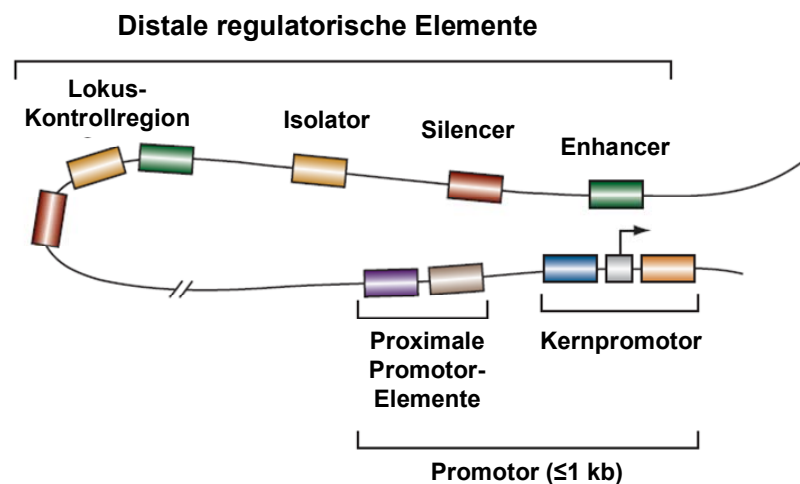 Distale regulatorische Elemente
Lokus-
Kontrollregion
Isolator
Silencer
Enhancer
Proximale
Promotor-
Elemente
Kernpromotor
Promotor (≤1 kb)